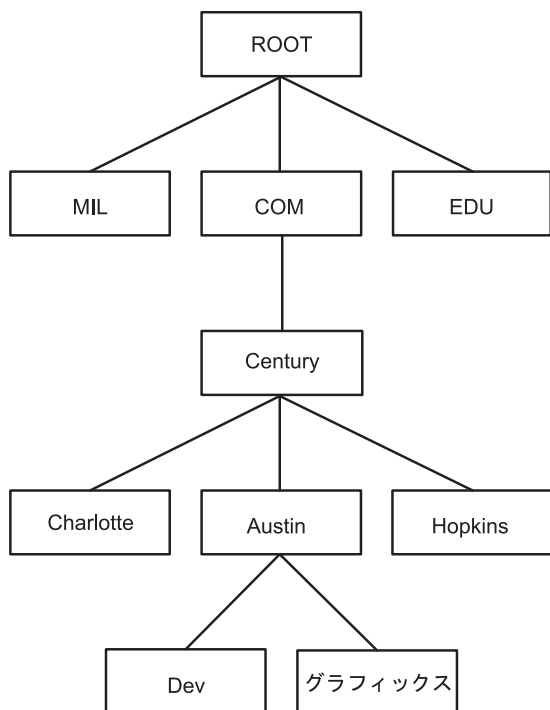 ROOT
MIL
COM
EDU
Century
Charlotte
Austin
Hopkins
Dev
グラフィックス